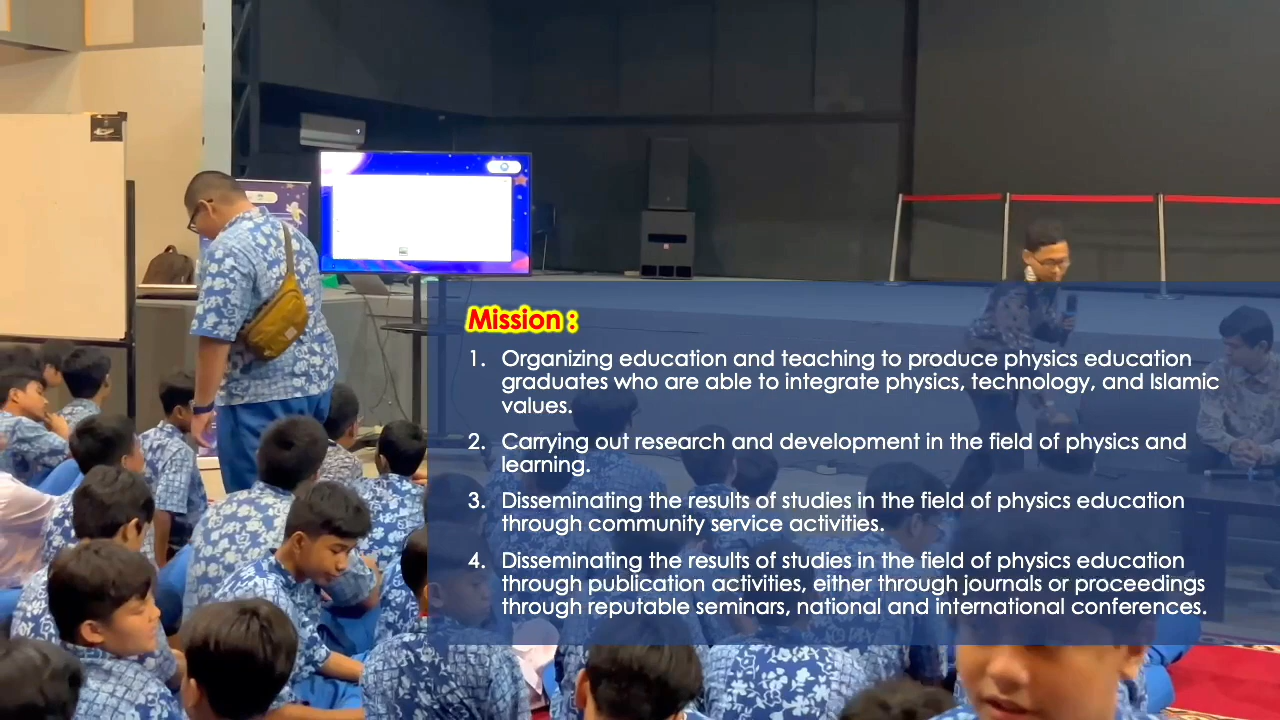 Mission :
1. Organizing education and teaching to produce physics education
graduates who are able to integrate physics, technology, and Islamic
values.
2. Carrying out research and development in the field of physics and
learning.
3. Disseminating the results of studies in the field of physics education
through community service activities.
4. Disseminating the results of studies in the field of physics education
through publication activities, either through journals or proceedings
through reputable seminars, national and international conferences.